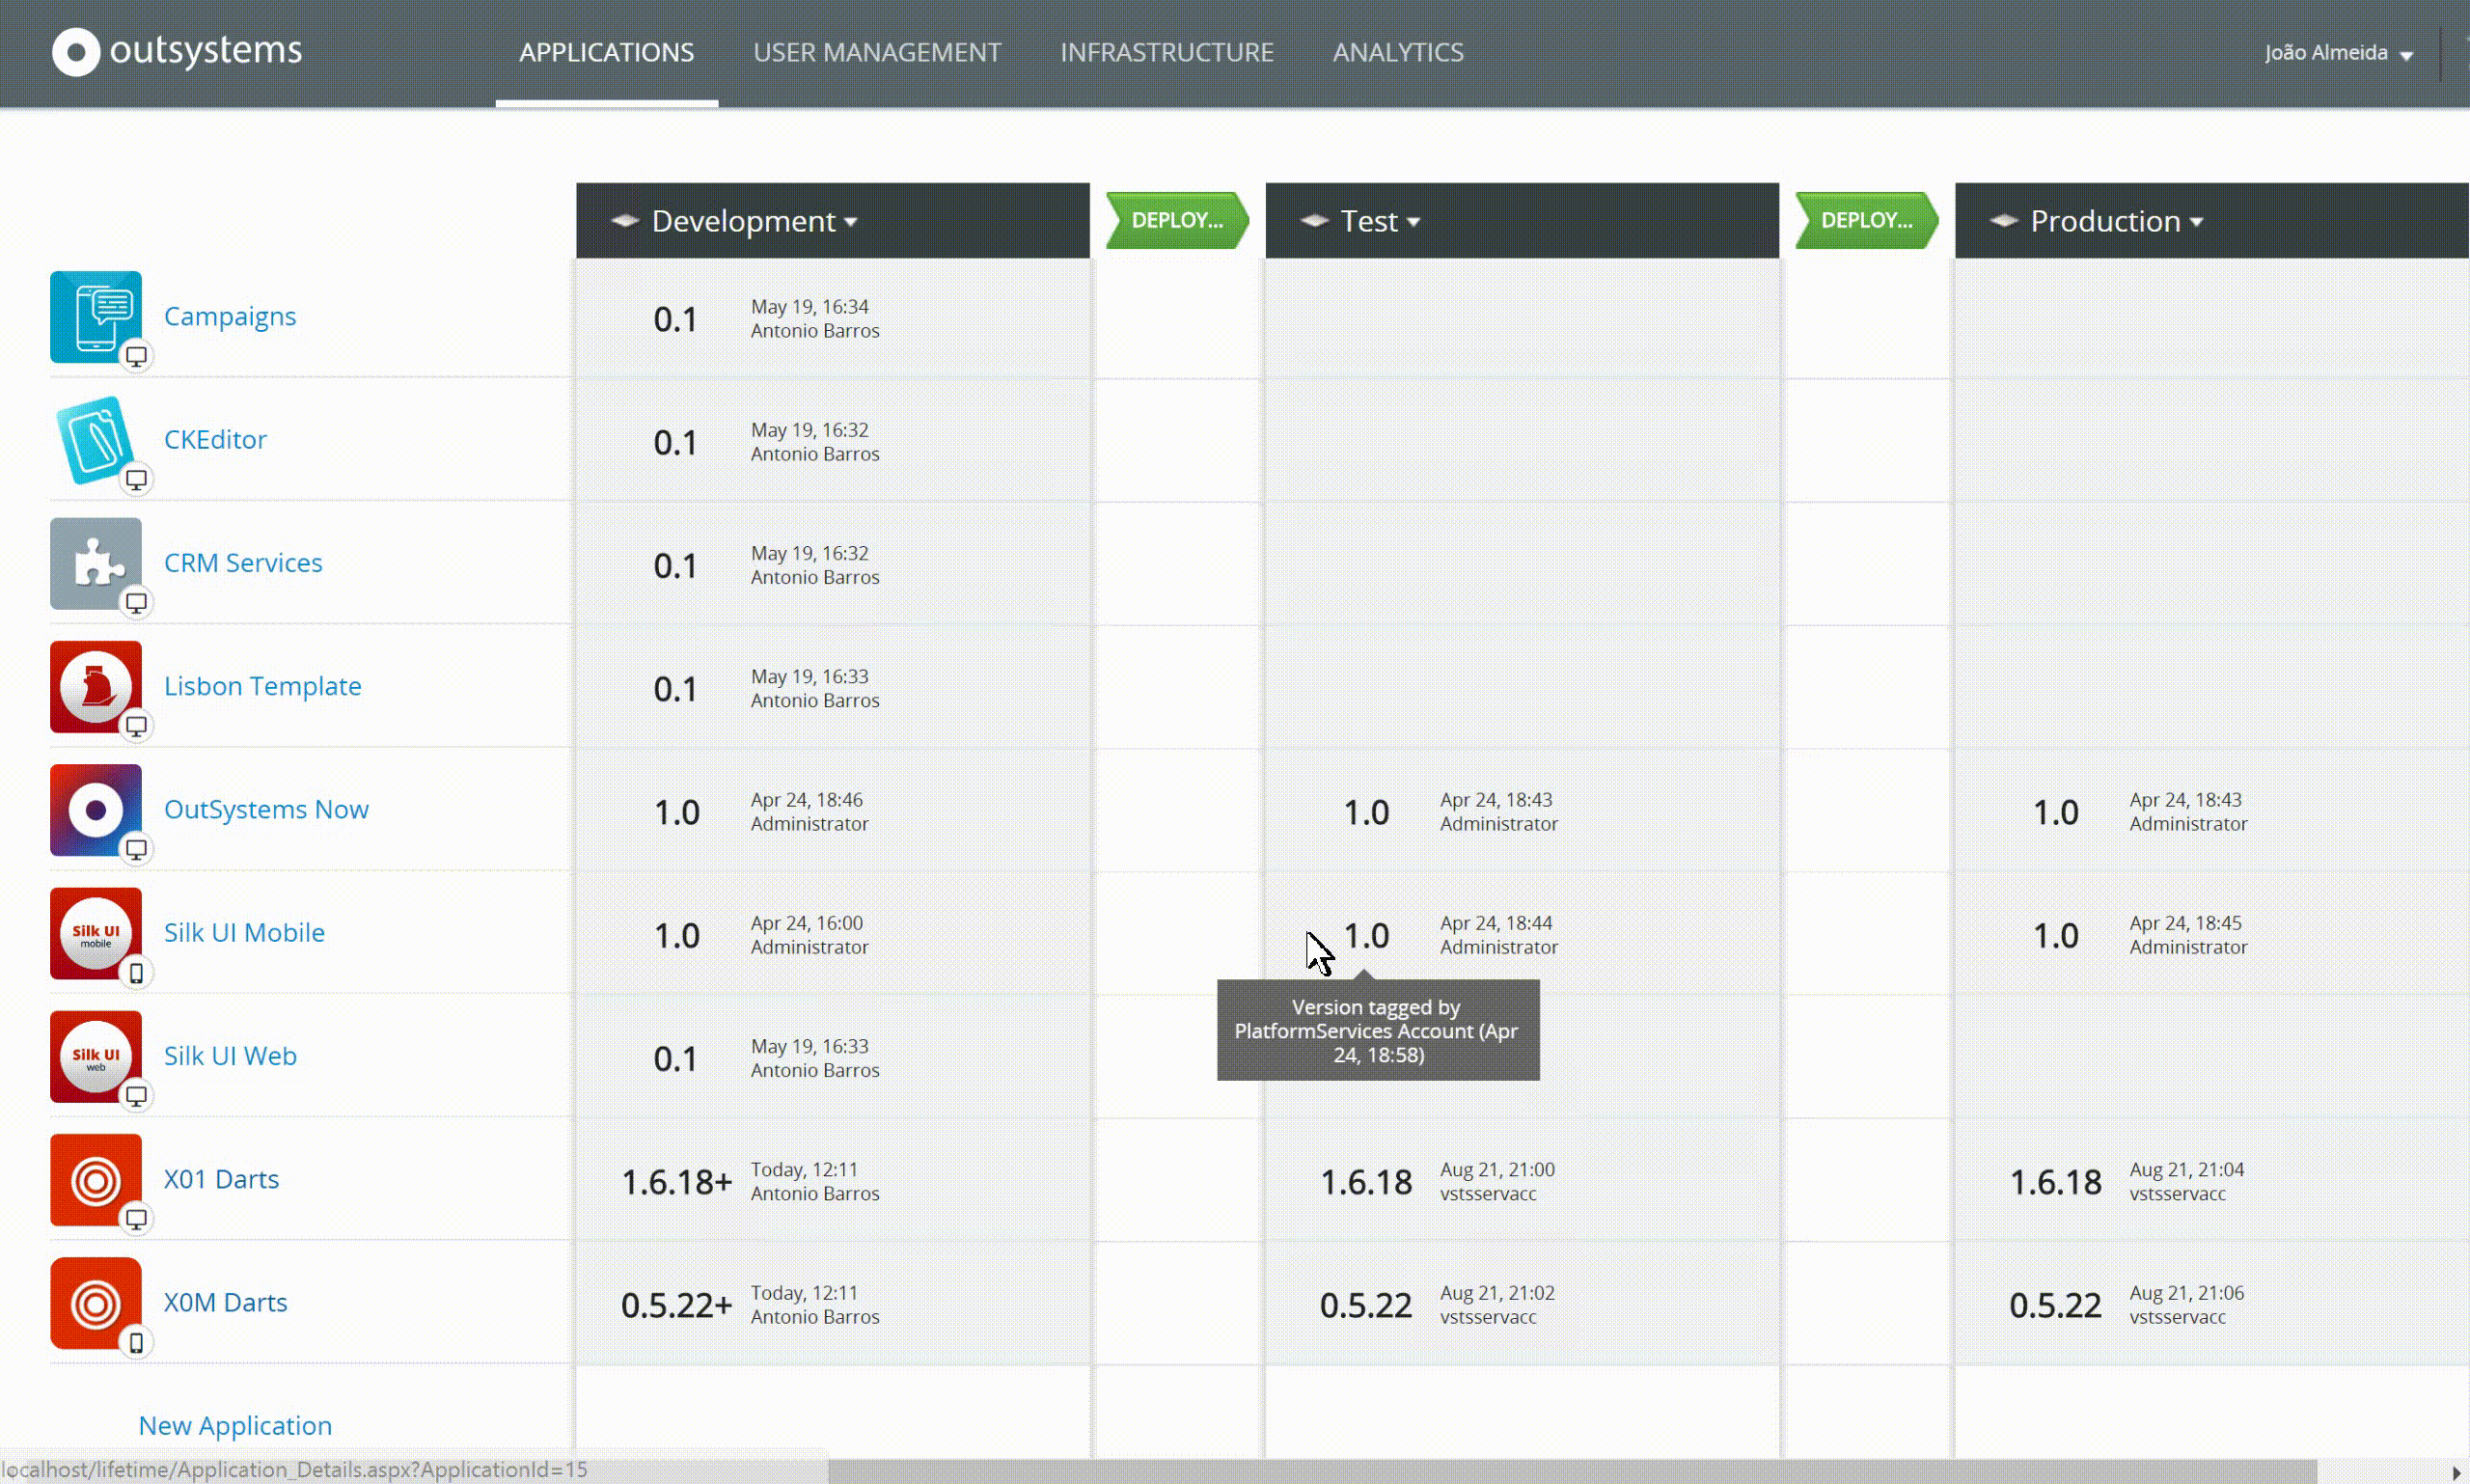 outsystems APPLICATIONS USER MANAGEMENT INFRASTRUCTURE ANALYTICS João Almeida
Development DEPLOY... Test DEPLOY... Production
Campaigns 0.1 May 19, 16:34
Antonio Barros
CKEditor 0.1 May 19, 16:32
Antonio Barros
CRM Services 0.1 May 19, 16:32
Antonio Barros
Lisbon Template 0.1 May 19, 16:33
Antonio Barros
OutSystems Now 1.0 Apr 24, 18:46 1.0 Apr 24, 18:43 1.0 Apr 24, 18:43
Administrator Administrator Administrator
Silk UI
mobile
Silk UI Mobile 1.0 Apr 24, 16:00 1.0 Apr 24, 18:44 1.0 Apr 24, 18:45
Administrator Administrator Administrator
Version tagged by
PlatformServices Account (Apr
24, 18:58)
Silk UI
web
Silk UI Web 0.1 May 19, 16:33
Antonio Barros
X01 Darts 1.6.18+ Today, 12:11 1.6.18 Aug 21, 21:00 1.6.18 Aug 21, 21:04
Antonio Barros vstsservacc vstsservacc
X0M Darts 0.5.22+ Today, 12:11 0.5.22 Aug 21, 21:02 0.5.22 Aug 21, 21:06
Antonio Barros vstsservacc vstsservacc
New Application
localhost/lifetime/Application_Details.aspx?ApplicationId=15